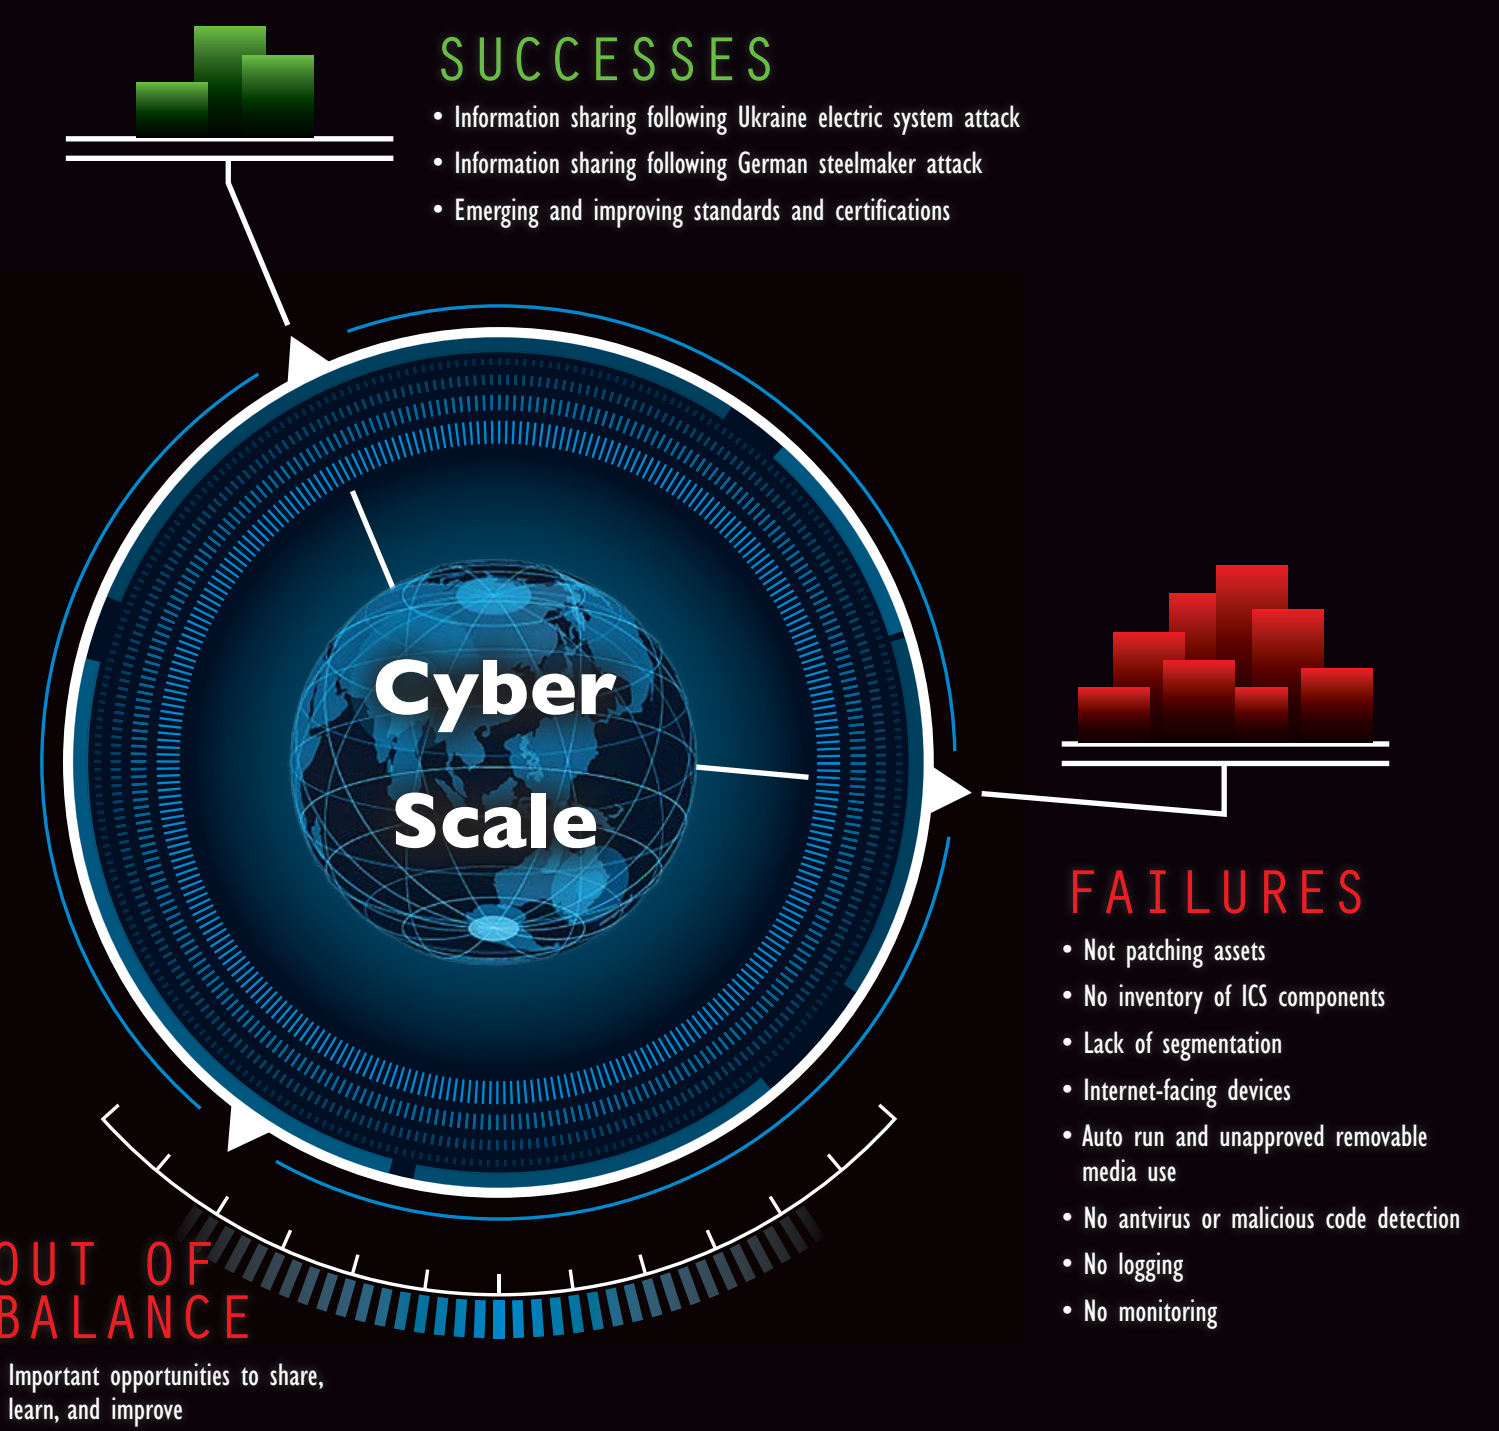 SUCCESSES
• Information sharing following Ukraine electric system attack
• Information sharing following German steelmaker attack
• Emerging and improving standards and certifications
Cyber
Scale
FAILURES
• Not patching assets
• No inventory of ICS components
• Lack of segmentation
• Internet-facing devices
• Auto run and unapproved removable
media use
• No antvirus or malicious code detection
• No logging
• No monitoring
OUT OF
BALANCE
Important opportunities to share,
learn, and improve